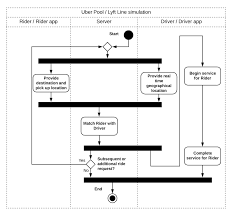 Uber Pool / Lyft Line simulation
Rider / Rider app
Server
Driver / Driver app
Start
Provide
destination and
pick up location
Provide real
time
geographical
location
Begin service
for Rider
Match Rider with
Driver
Yes
Subsequent or
additional ride
request?
No
Complete
service for Rider
End